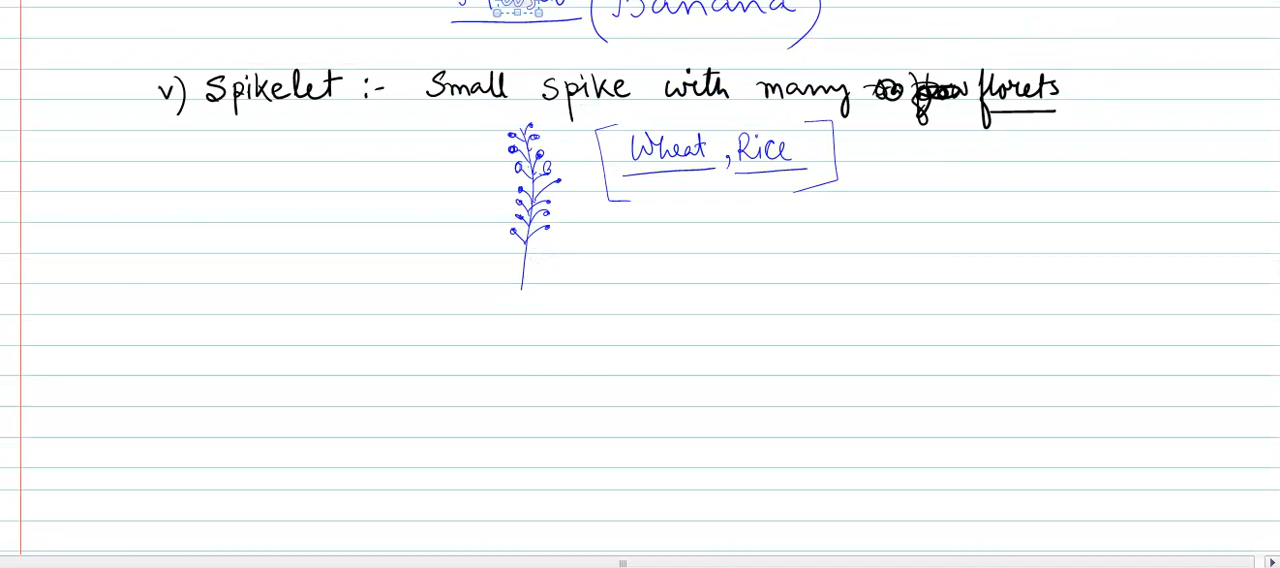 (Banana)
v) Spikelet :- Small spike with many florets
[Wheat, Rice]